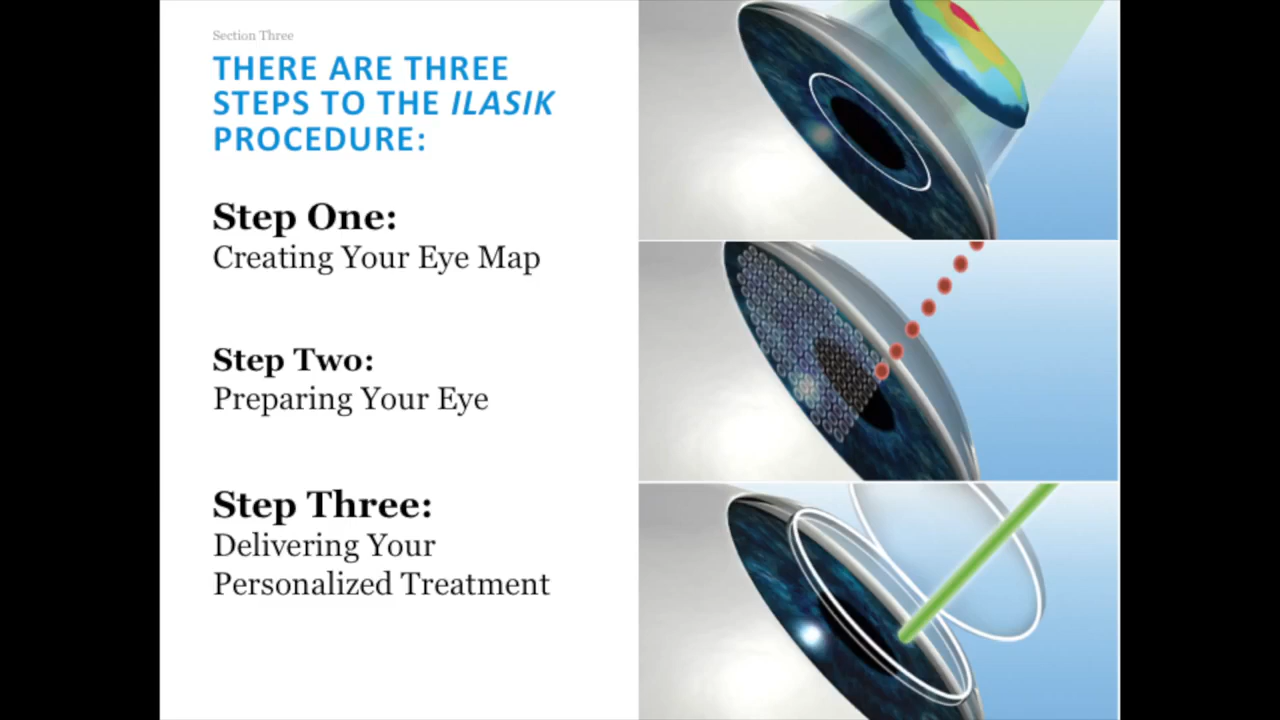 Section Three
THERE ARE THREE
STEPS TO THE ILASIK
PROCEDURE:
Step One:
Creating Your Eye Map
Step Two:
Preparing Your Eye
Step Three:
Delivering Your
Personalized Treatment